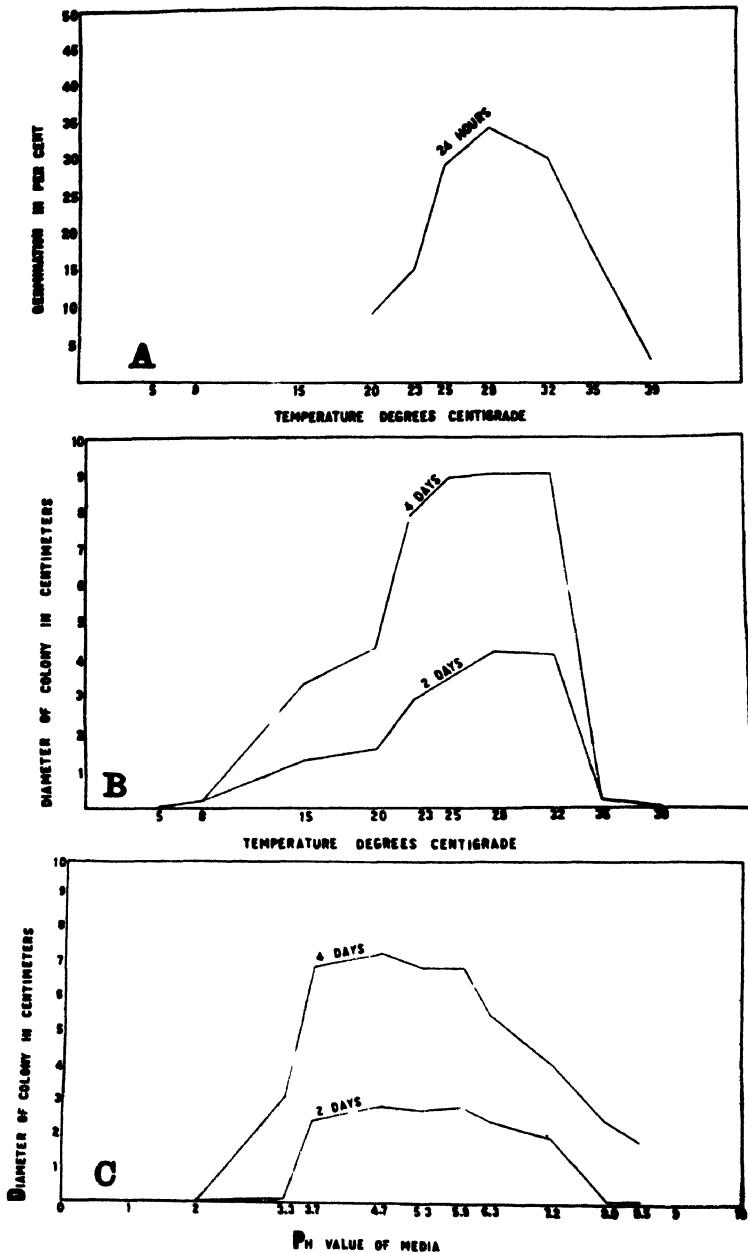 50
45
40
35
30
25
20
15
10
5
GERMINATION IN PER CENT
24 HOURS
A
5 8 15 20 23 25 28 32 35 39
TEMPERATURE DEGREES CENTIGRADE
10
9
8
7
6
5
4
3
2
1
DIAMETER OF COLONY IN CENTIMETERS
4 DAYS
2 DAYS
B
5 8 15 20 23 25 28 32
TEMPERATURE DEGREES CENTIGRADE
10
9
8
7
6
5
4
3
2
1
DIAMETER OF COLONY IN CENTIMETERS
4 DAYS
2 DAYS
C
0 1 2 3.3 3.7 4.7 5.3 5.9 6.3 7.2 8.0 8.5 9 10
PH VALUE OF MEDIA